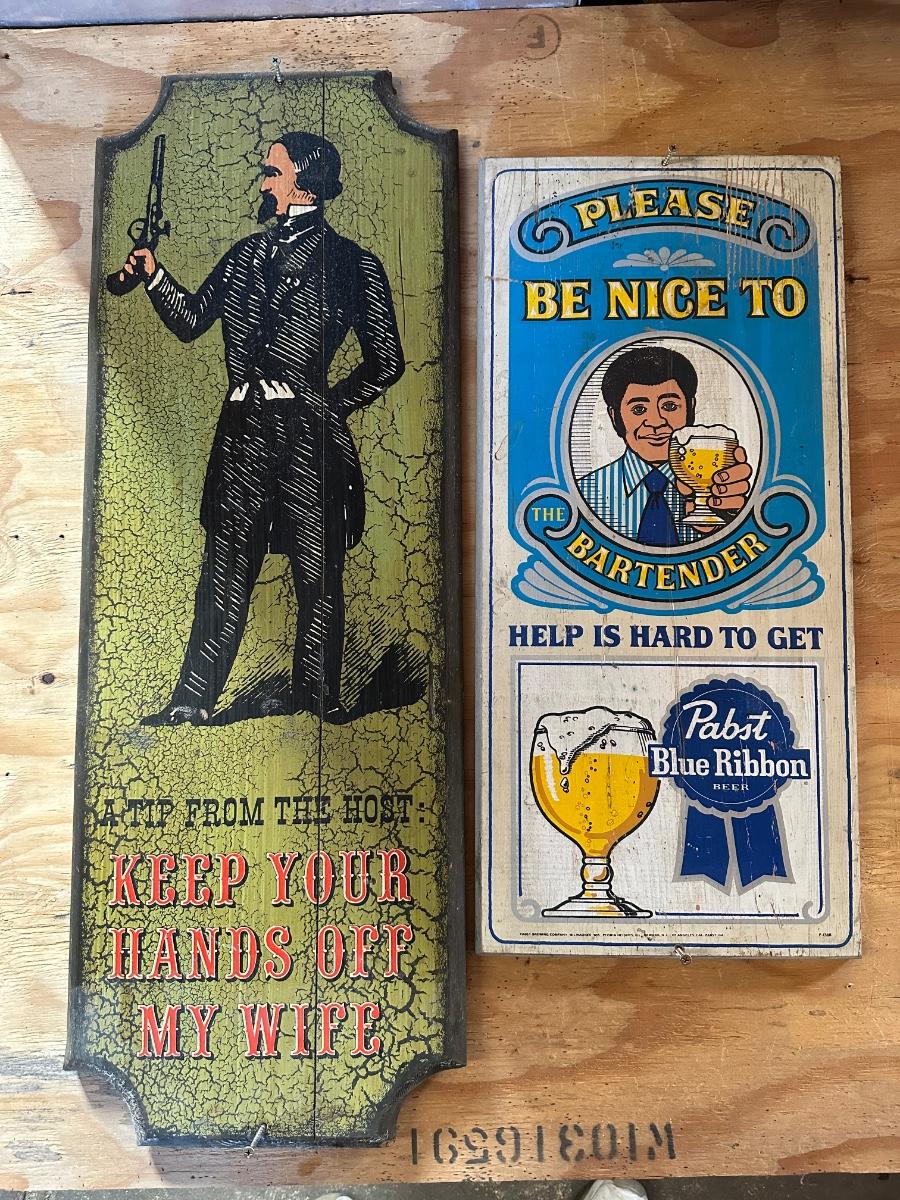 A TIP FROM THE HOST:
KEEP YOUR
HANDS OFF
MY WIFE
PLEASE
BE NICE TO
THE
BARTENDER
HELP IS HARD TO GET
Pabst
Blue Ribbon
BEER